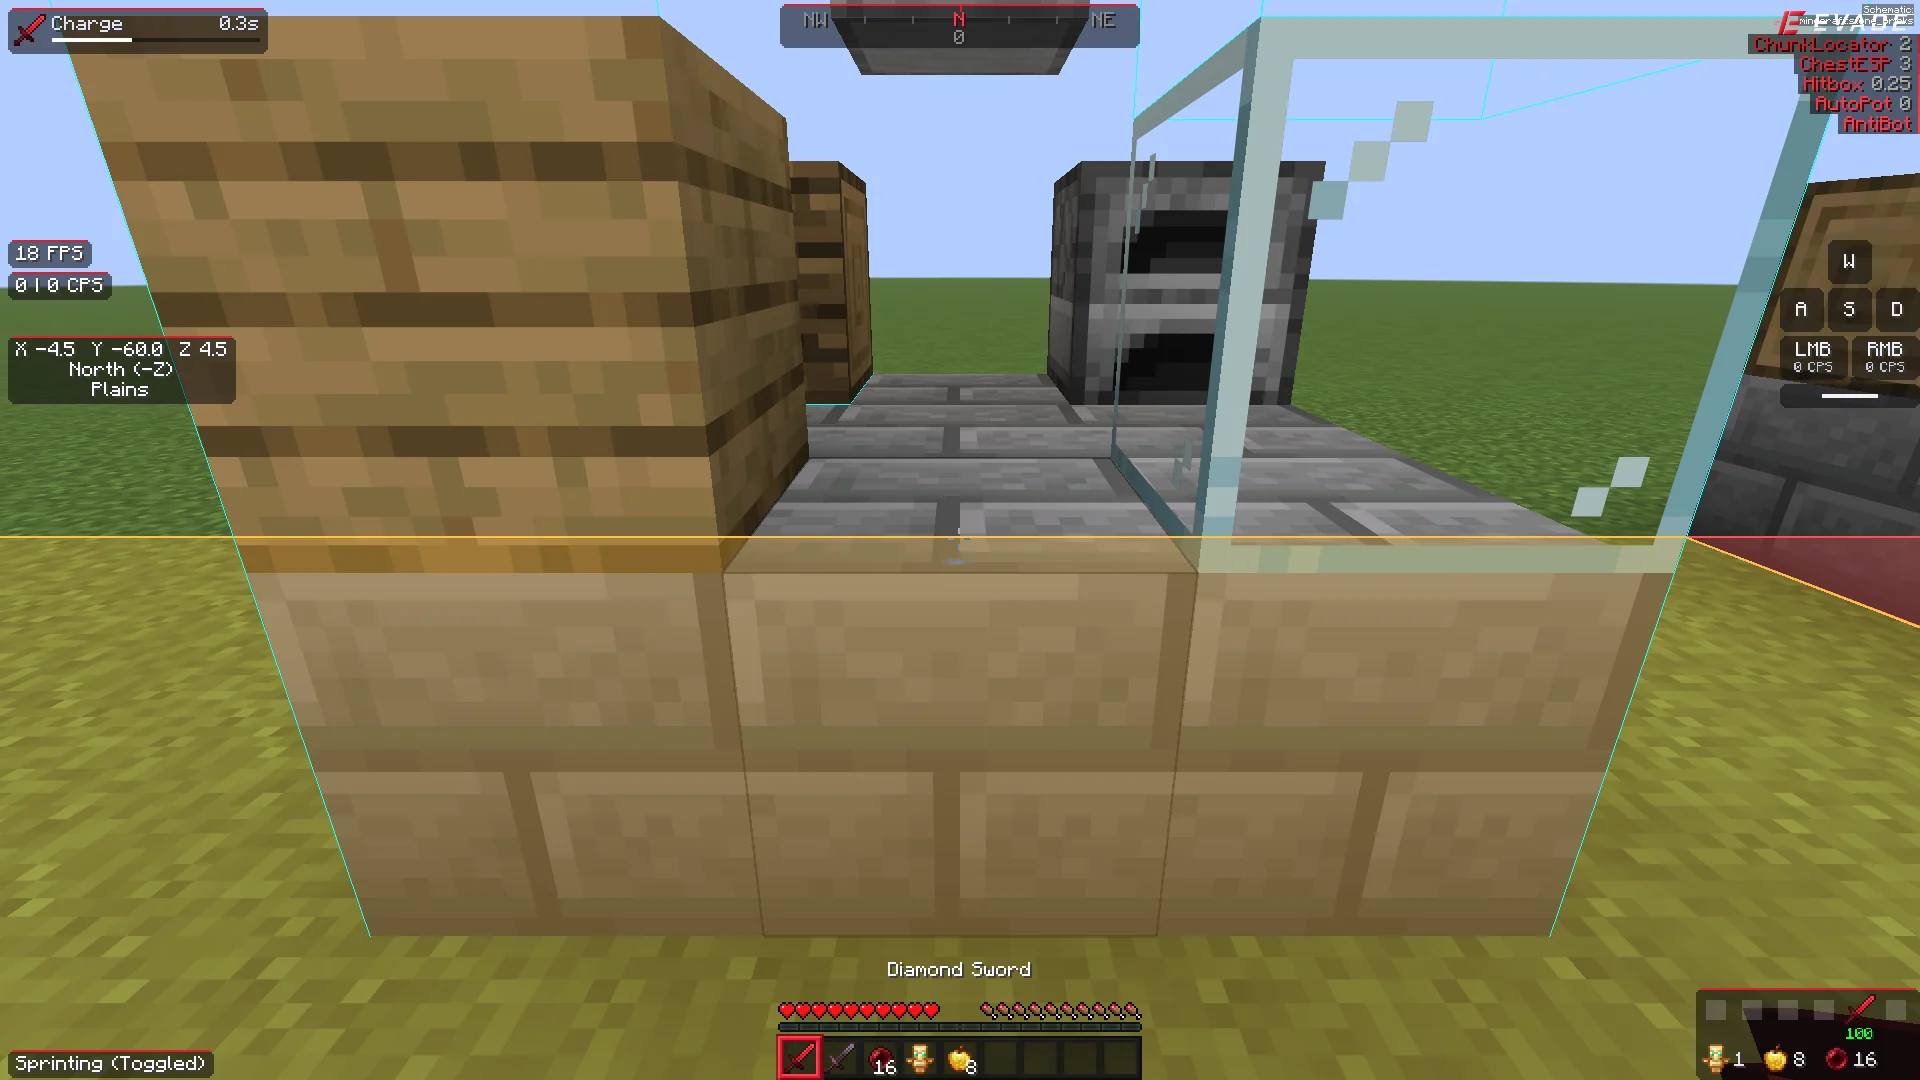 Charge 0.3s
NW N NE
0
Schematic:
EVADE
ChunkLocator 2
ChestESP 3
Hitbox 0.25
AutoPot 0
AntiBot
18 FPS
0 | 0 CPS
X -4.5 Y -60.0 Z 4.5
North (-Z)
Plains
W
A S D
LMB RMB
0 CPS 0 CPS
Diamond Sword
16 8
Sprinting (Toggled)
100
1 8 16